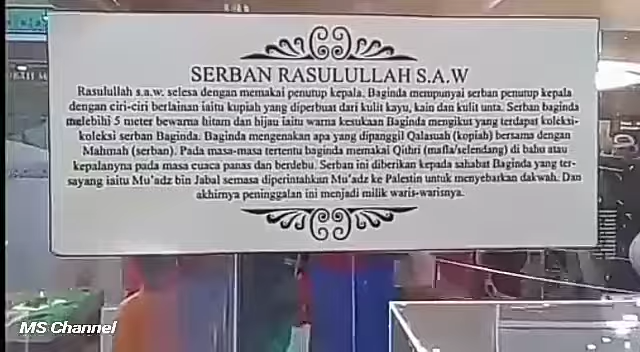 SERBAN RASULULLAH S.A.W
Rasulullah s.a.w. selesa dengan memakai penutup kepala. Baginda mempunyai serban penutup kepala
dengan ciri-ciri berlainan iaitu kupiah yang diperbuat dari kulit kayu, kain dan kulit unta. Serban baginda
melebihi 5 meter bewarna hitam dan hijau iaitu warna kesukaan Baginda mengikut yang terdapat koleksi-
koleksi serban Baginda. Baginda mengenakan apa yang dipanggil Qalasuah (kopiah) bersama dengan
Mahmah (serban). Pada masa-masa tertentu baginda memakai Qithri (mafla/selendang) di bahu atau
kepalanyna pada masa cuaca panas dan berdebu. Serban ini diberikan kepada sahabat Baginda yang ter-
sayang iaitu Mu'adz bin Jabal semasa diperintahkan Mu'adz ke Palestin untuk menyebarkan dakwah. Dan
akhirnya peninggalan ini menjadi milik waris-warisnya.
MS Channel